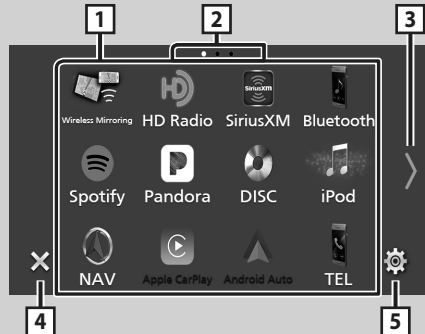 1 2 3
SiriusXM
Wireless Mirroring HD Radio SiriusXM Bluetooth
Spotify Pandora DISC iPod
NAV Apple CarPlay Android Auto TEL
4 5